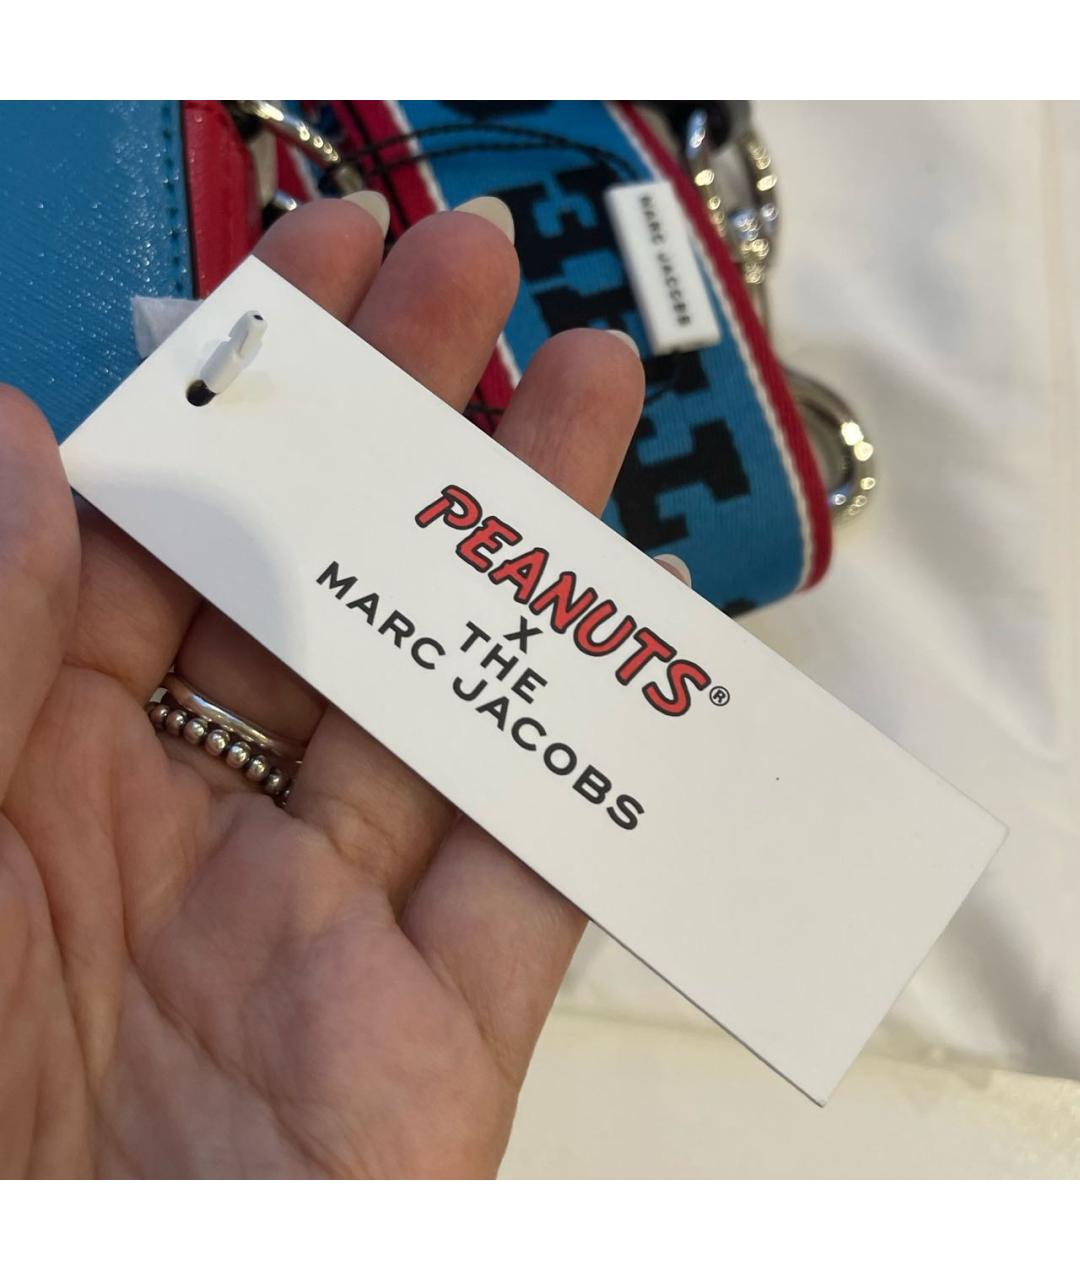 PEANUTS®
X
THE
MARC JACOBS
MARC JACOBS